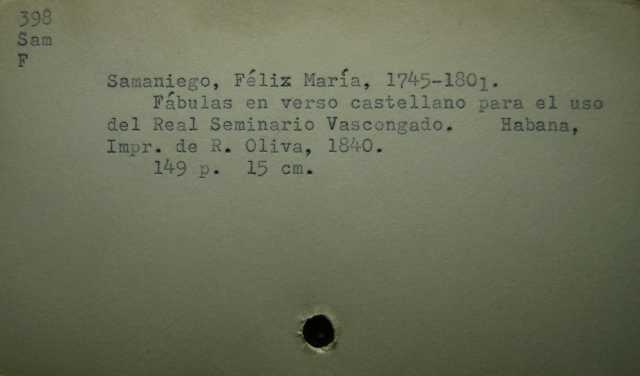 398
Sam
F
Samaniego, Félix María, 1745-1801.
Fábulas en verso castellano para el uso
del Real Seminario Vascongado. Habana,
Impr. de R. Oliva, 1840.
149 p. 15 cm.